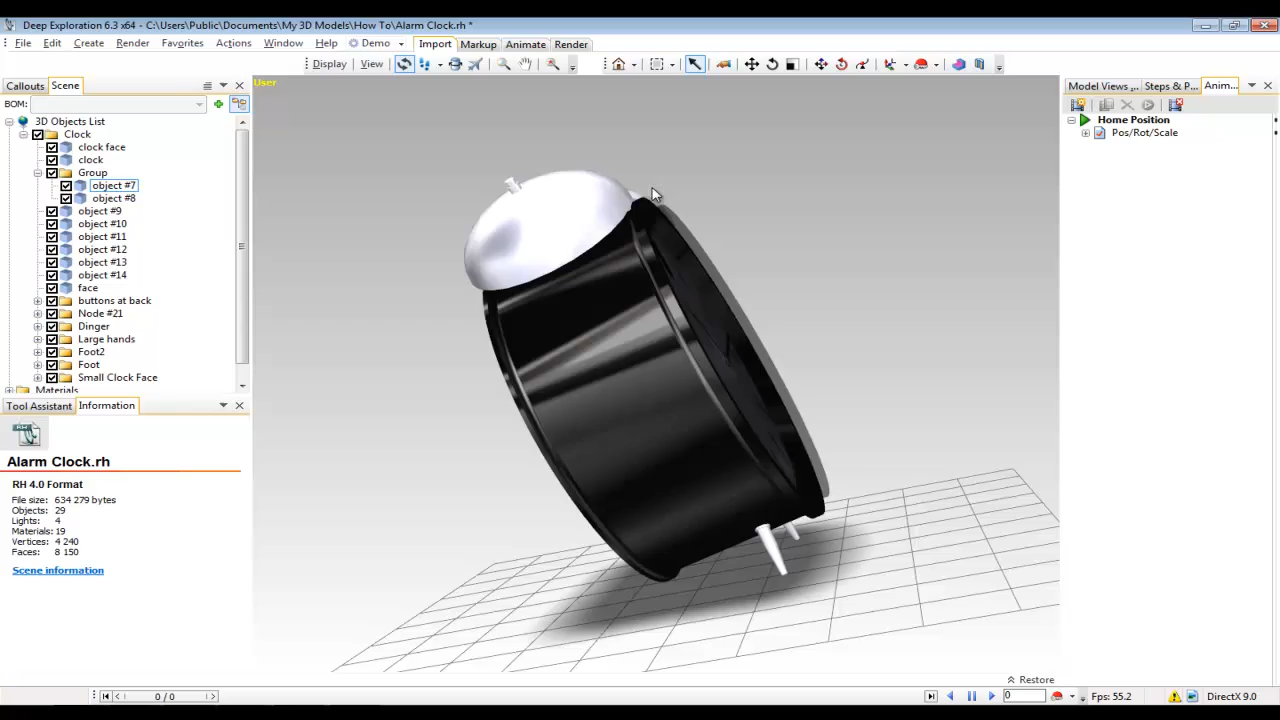 Deep Exploration 6.3 x64 - C:\Users\Public\Documents\My 3D Models\How To\Alarm Clock.rh *
File Edit Create Render Favorites Actions Window Help Demo Import Markup Animate Render
Display View
Callouts Scene
BOM:
3D Objects List
Clock
clock face
clock
Group
object #7
object #8
object #9
object #10
object #11
object #12
object #13
object #14
face
buttons at back
Node #21
Dinger
Large hands
Foot2
Foot
Small Clock Face
Materials
Tool Assistant Information
Alarm Clock.rh
RH 4.0 Format
File size: 634 279 bytes
Objects: 29
Lights: 4
Materials: 19
Vertices: 4 240
Faces: 8 150
Scene information
User
Model Views ... Steps & P... Anim...
Home Position
Pos/Rot/Scale
Restore
0 / 0
0
Fps: 55.2
DirectX 9.0